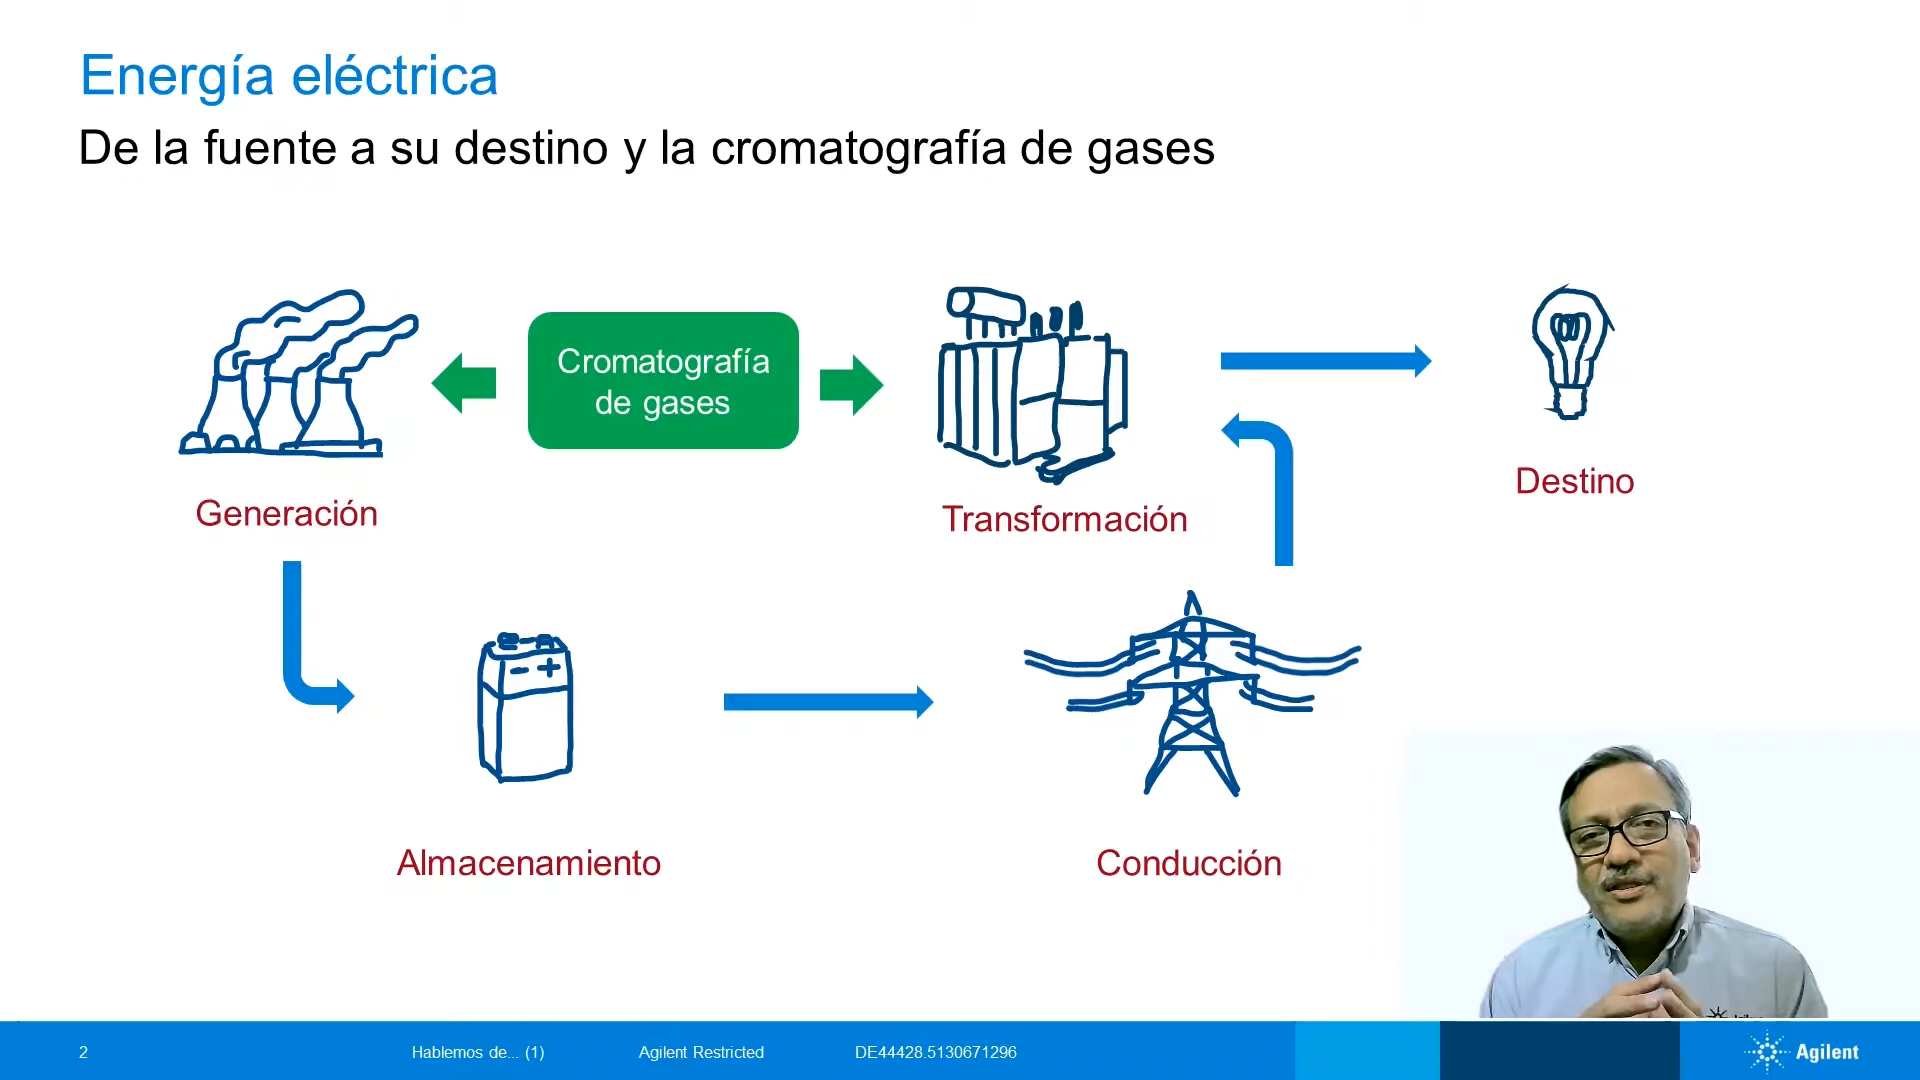 Energía eléctrica
De la fuente a su destino y la cromatografía de gases
Cromatografía
de gases
Generación
Transformación
Destino
- +
Almacenamiento
Conducción
2
Hablemos de... (1)
Agilent Restricted
DE44428.5130671296
Agilent